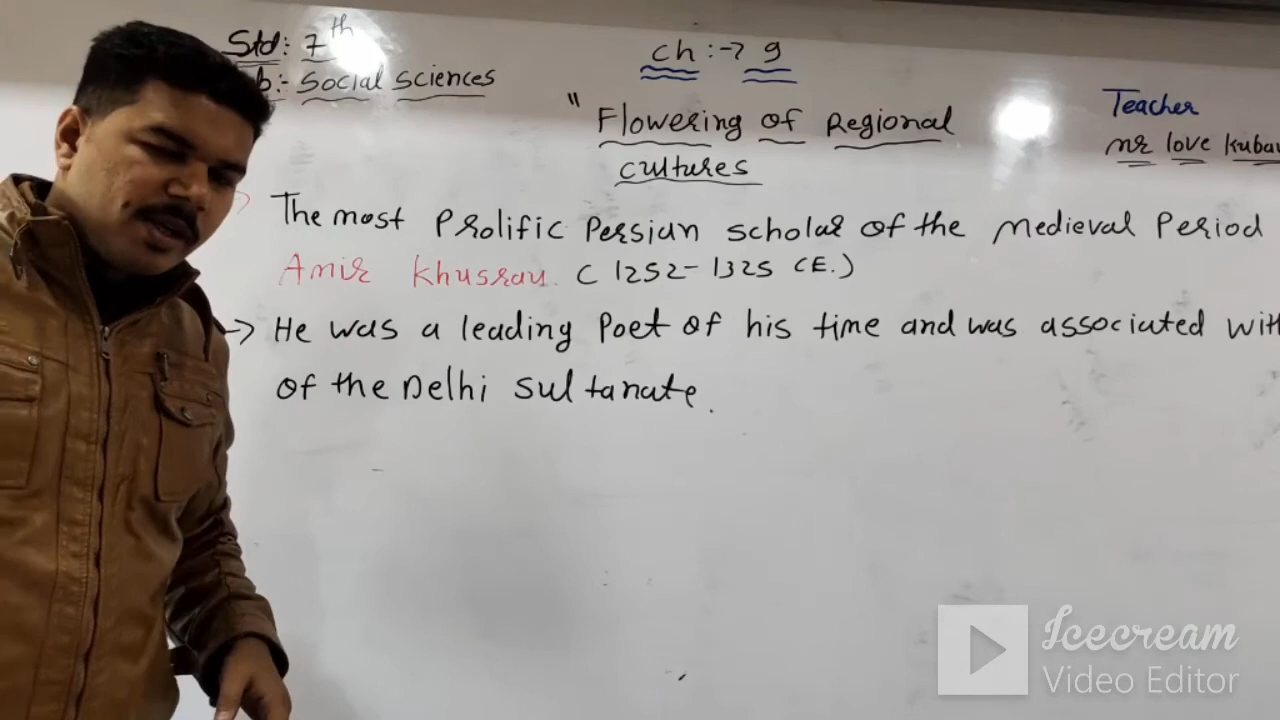 Std: 7th
b:- Social Sciences
ch:-> 9
" Flowering of Regional
cultures
Teacher
mr love
The most Prolific Persian scholar of the medieval Period
Amir Khusrau. C 1252-1325 CE.)
-> He was a leading Poet of his time and was associated with
of the Delhi Sultanate.
Icecream
Video Editor